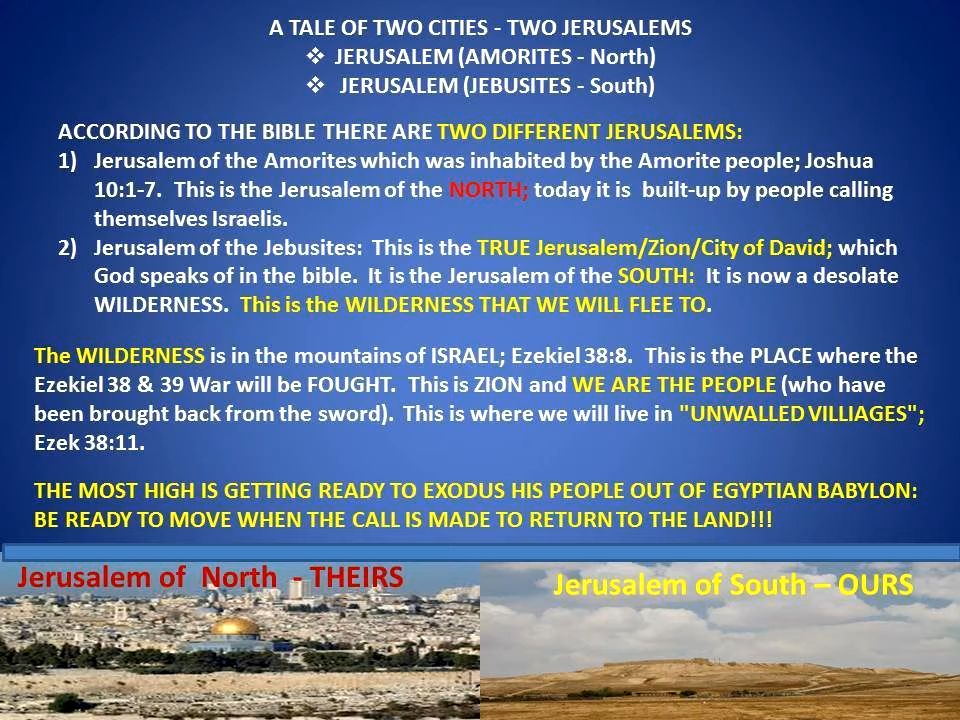 A TALE OF TWO CITIES - TWO JERUSALEMS
❖ JERUSALEM (AMORITES - North)
❖ JERUSALEM (JEBUSITES - South)
ACCORDING TO THE BIBLE THERE ARE TWO DIFFERENT JERUSALEMS:
1) Jerusalem of the Amorites which was inhabited by the Amorite people; Joshua
10:1-7. This is the Jerusalem of the NORTH; today it is built-up by people calling
themselves Israelis.
2) Jerusalem of the Jebusites: This is the TRUE Jerusalem/Zion/City of David; which
God speaks of in the bible. It is the Jerusalem of the SOUTH: It is now a desolate
WILDERNESS. This is the WILDERNESS THAT WE WILL FLEE TO.
The WILDERNESS is in the mountains of ISRAEL; Ezekiel 38:8. This is the PLACE where the
Ezekiel 38 & 39 War will be FOUGHT. This is ZION and WE ARE THE PEOPLE (who have
been brought back from the sword). This is where we will live in "UNWALLED VILLIAGES";
Ezek 38:11.
THE MOST HIGH IS GETTING READY TO EXODUS HIS PEOPLE OUT OF EGYPTIAN BABYLON:
BE READY TO MOVE WHEN THE CALL IS MADE TO RETURN TO THE LAND!!!
Jerusalem of North - THEIRS
Jerusalem of South – OURS